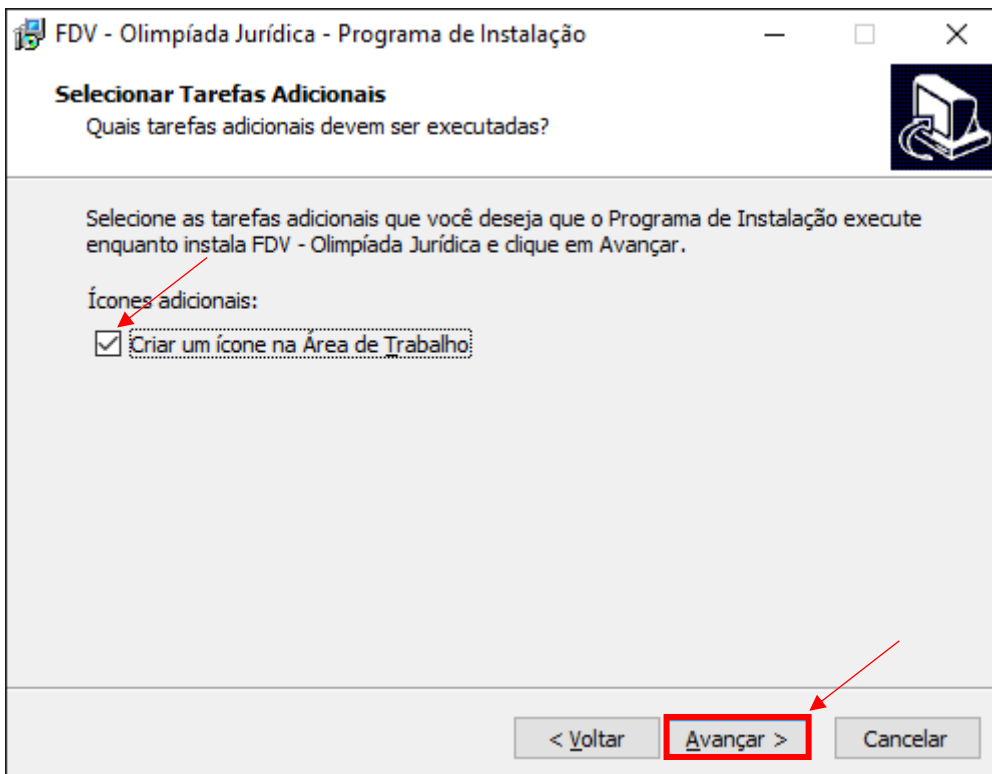 FDV - Olimpíada Jurídica - Programa de Instalação
Selecionar Tarefas Adicionais
Quais tarefas adicionais devem ser executadas?
Selecione as tarefas adicionais que você deseja que o Programa de Instalação execute
enquanto instala FDV - Olimpíada Jurídica e clique em Avançar.
Ícones adicionais:
Criar um ícone na Área de Trabalho
< Voltar
Avançar >
Cancelar